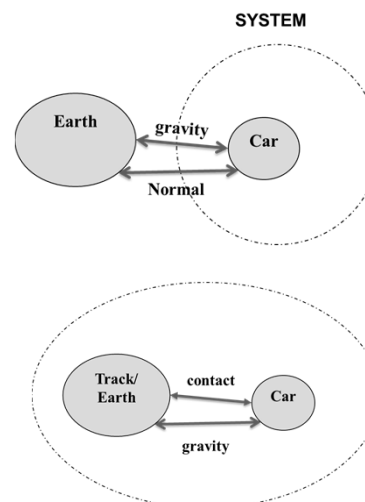 SYSTEM
Earth
gravity
Car
Normal
Track/
Earth
contact
Car
gravity